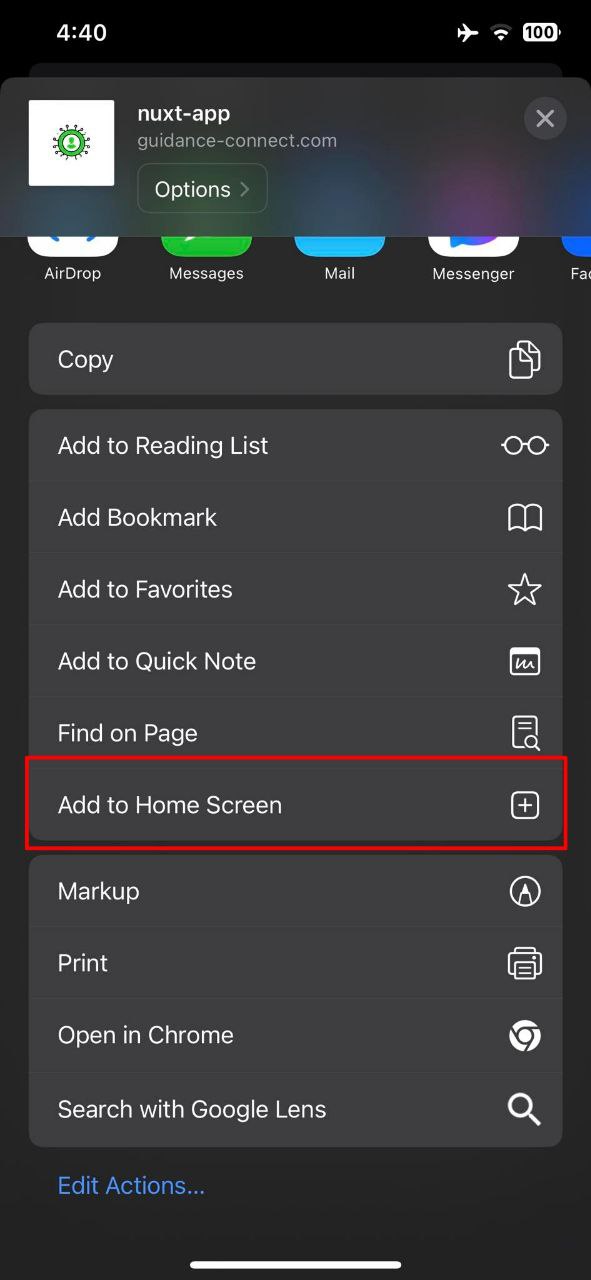 4:40
100
nuxt-app
guidance-connect.com
Options
AirDrop
Messages
Mail
Messenger
Copy
Add to Reading List
Add Bookmark
Add to Favorites
Add to Quick Note
Find on Page
Add to Home Screen
Markup
Print
Open in Chrome
Search with Google Lens
Edit Actions...